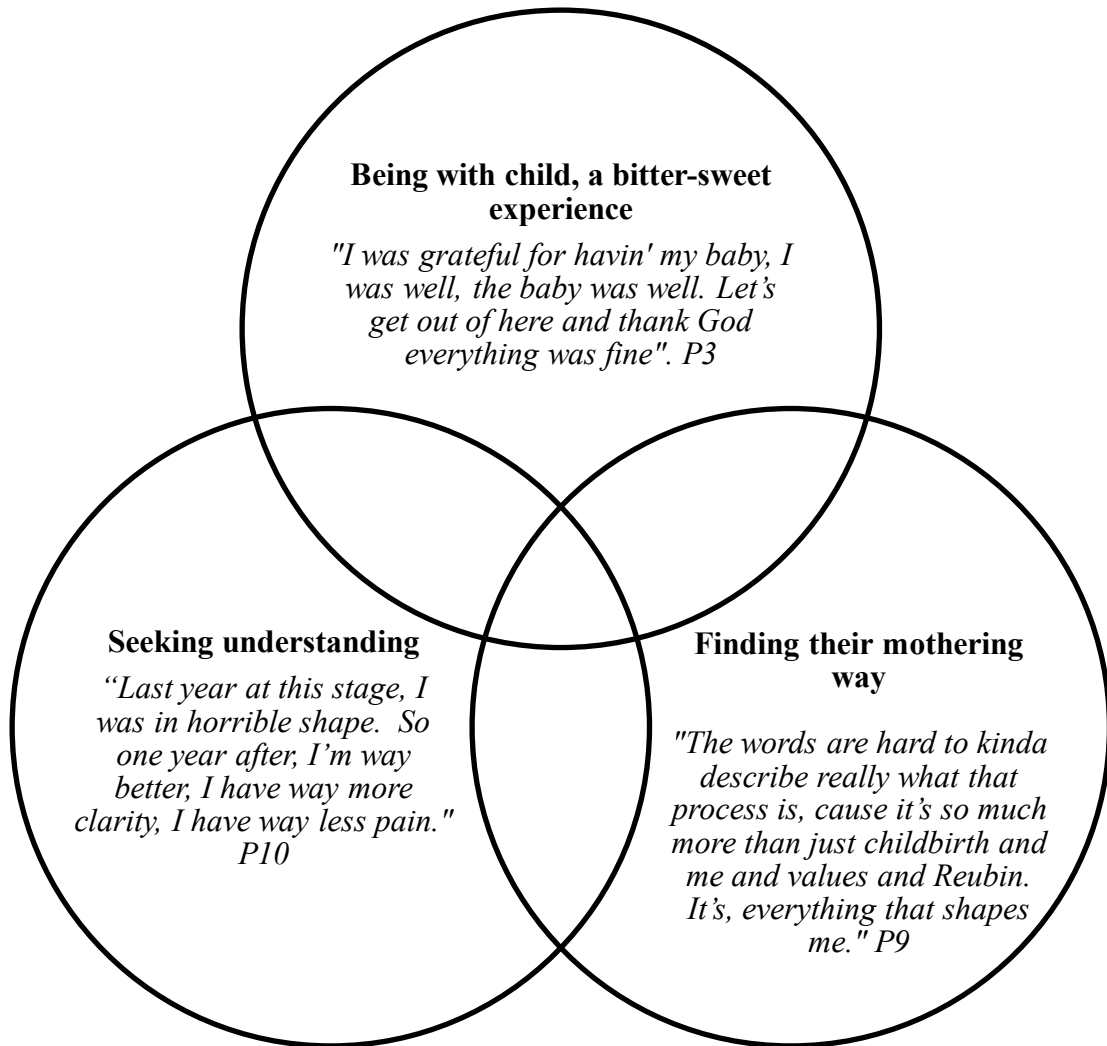 Being with child, a bitter-sweet
experience
"I was grateful for havin' my baby, I
was well, the baby was well. Let’s
get out of here and thank God
everything was fine". P3
Seeking understanding
“Last year at this stage, I
was in horrible shape.  So
one year after, I’m way
better, I have way more
clarity, I have way less pain."
P10
Finding their mothering
way
"The words are hard to kinda
describe really what that
process is, cause it’s so much
more than just childbirth and
me and values and Reubin.
It’s, everything that shapes
me." P9